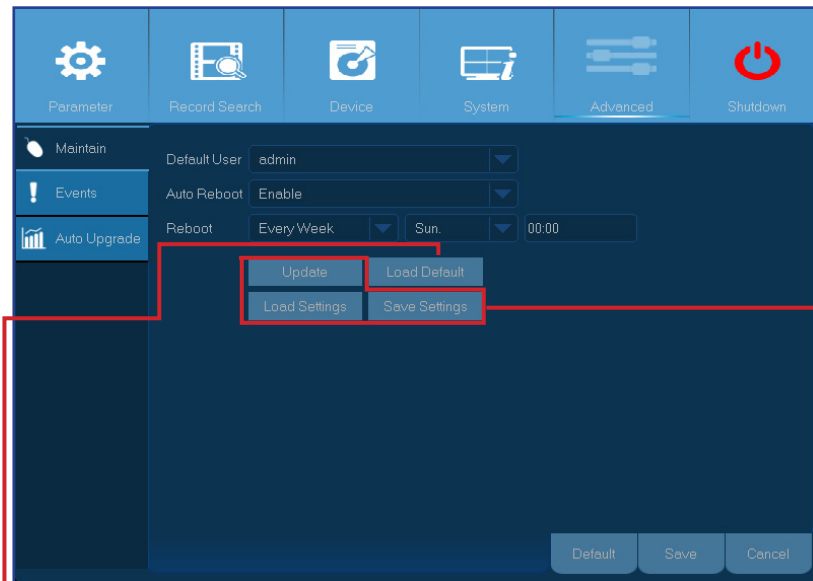 Parameter Record Search Device System Advanced Shutdown
Maintain
Events
Auto Upgrade
Default User admin
Auto Reboot Enable
Reboot Every Week Sun. 00:00
Update Load Default
Load Settings Save Settings
Default Save Cancel